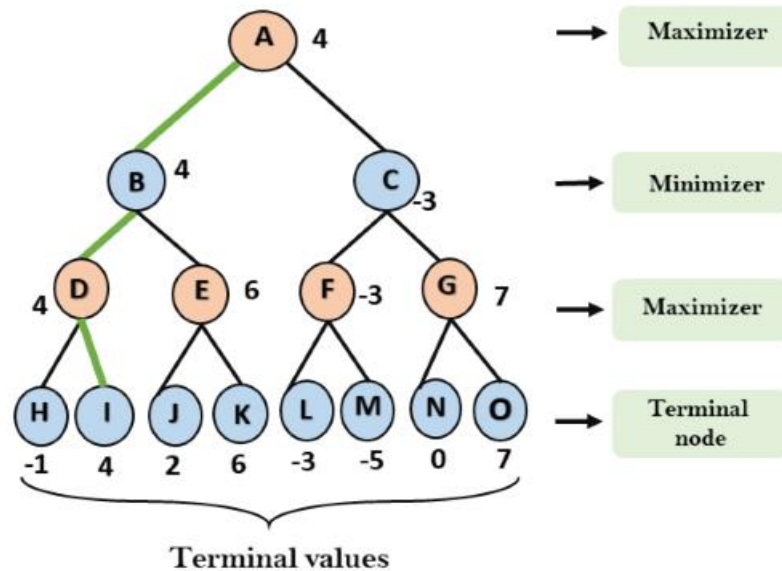 A 4 Maximizer
B 4 C -3 Minimizer
D 4 E 6 F -3 G 7 Maximizer
H I J K L M N O Terminal
node
-1 4 2 6 -3 -5 0 7
Terminal values